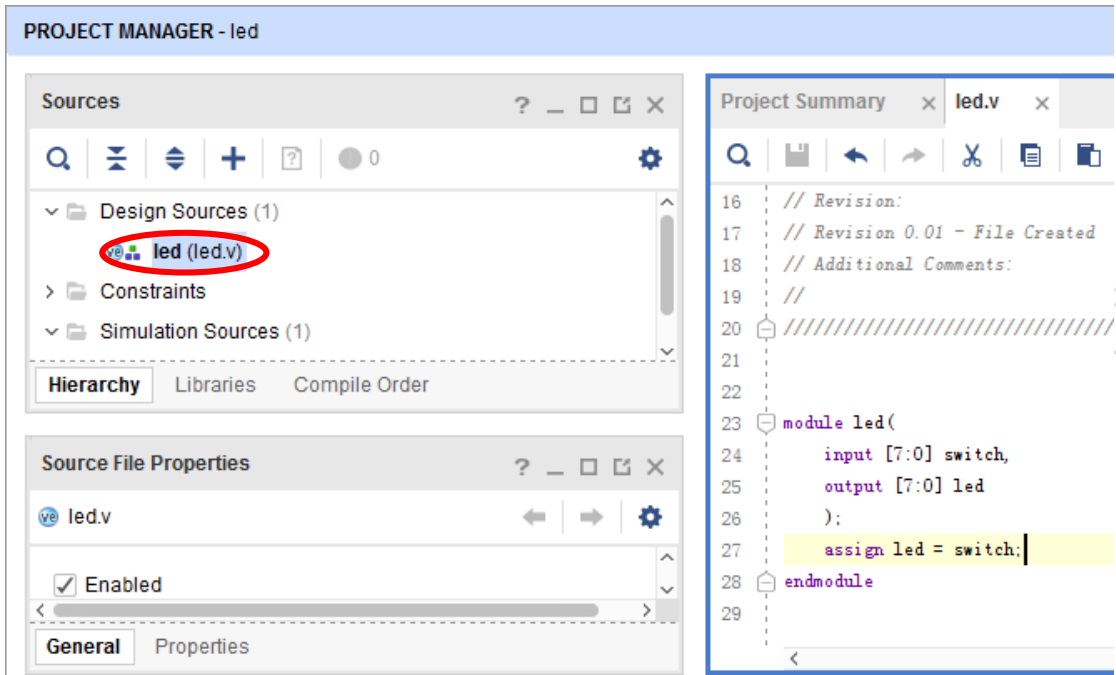 PROJECT MANAGER - led
Sources
? _
0
Design Sources (1)
led (led.v)
Constraints
Simulation Sources (1)
Hierarchy Libraries Compile Order
Source File Properties
? _
led.v
Enabled
General Properties
Project Summary × led.v ×
16 // Revision:
17 // Revision 0.01 - File Created
18 // Additional Comments:
19 //
20 /////////////////////////////////
21
22
23 module led(
24 input [7:0] switch,
25 output [7:0] led
26 );
27 assign led = switch;
28 endmodule
29